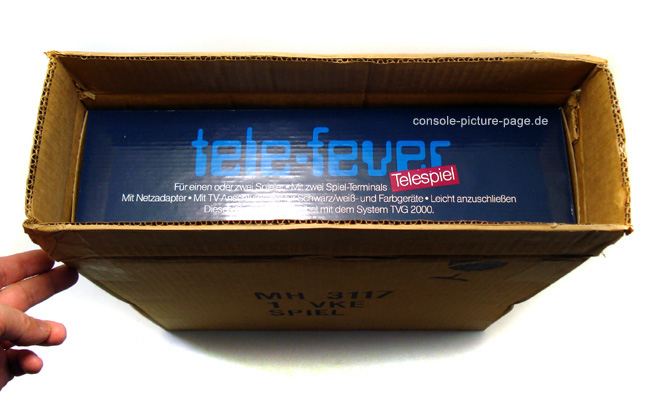 console-picture-page.de
tele-fever
Telespiel
Für einen oder zwei Spieler • Mit zwei Spiel-Terminals
Mit Netzadapter • Mit TV-Anschluß schwarz/weiß- und Farbgeräte • Leicht anzuschließen
mit dem System TVG 2000.
MH 3117
1 VKE
SPIEL